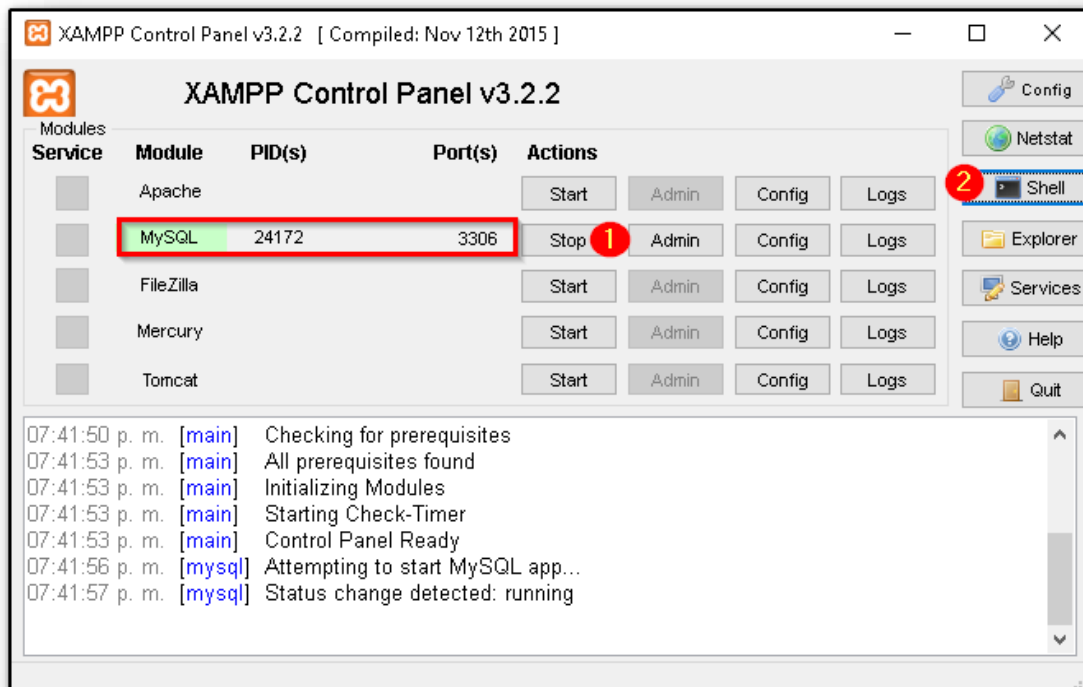 XAMPP Control Panel v3.2.2 [ Compiled: Nov 12th 2015 ]
XAMPP Control Panel v3.2.2
Config
Modules
Service Module PID(s) Port(s) Actions
Netstat
Apache Start Admin Config Logs
2 Shell
MySQL 24172 3306 Stop 1 Admin Config Logs
Explorer
FileZilla Start Admin Config Logs
Services
Mercury Start Admin Config Logs
Help
Tomcat Start Admin Config Logs
Quit
07:41:50 p. m. [main] Checking for prerequisites
07:41:53 p. m. [main] All prerequisites found
07:41:53 p. m. [main] Initializing Modules
07:41:53 p. m. [main] Starting Check-Timer
07:41:53 p. m. [main] Control Panel Ready
07:41:56 p. m. [mysql] Attempting to start MySQL app...
07:41:57 p. m. [mysql] Status change detected: running